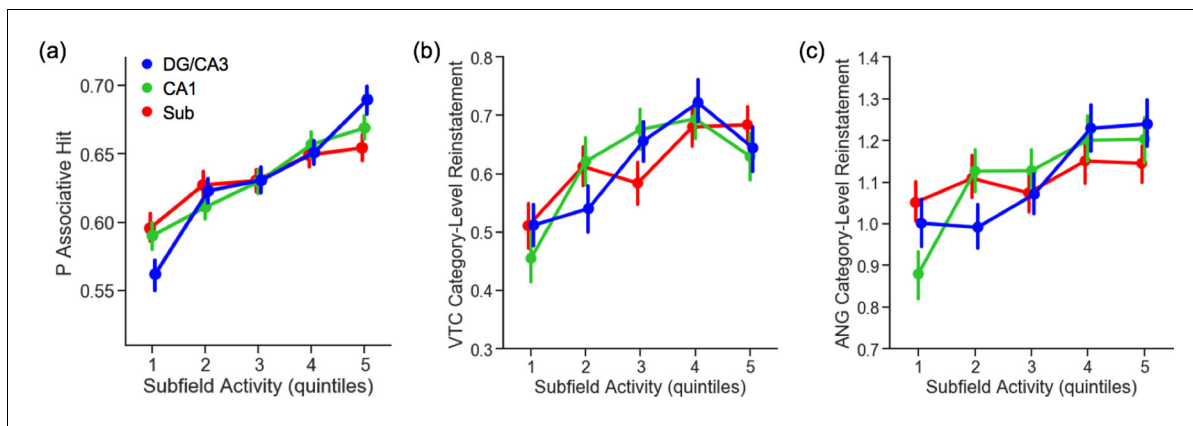 (a)
DG/CA3
CA1
Sub
0.70
0.65
0.60
0.55
P Associative Hit
1 2 3 4 5
Subfield Activity (quintiles)
(b)
0.8
0.7
0.6
0.5
0.4
0.3
VTC Category-Level Reinstatement
1 2 3 4 5
Subfield Activity (quintiles)
(c)
1.4
1.3
1.2
1.1
1.0
0.9
0.8
0.7
ANG Category-Level Reinstatement
1 2 3 4 5
Subfield Activity (quintiles)